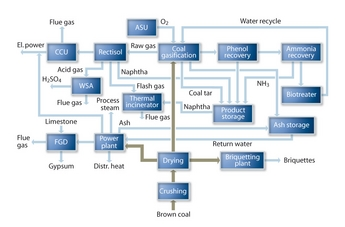 Flue gas
ASU
O₂
Water recycle
El. power
CCU
Rectisol
Raw gas
Coal
gasification
Phenol
recovery
Ammonia
recovery
Acid gas
Naphtha
H₂SO₄
WSA
Flash gas
Coal tar
NH₃
Flue gas
Process
steam
Thermal
incinerator
Naphtha
Product
storage
Biotreater
Limestone
Ash
Flue gas
Ash storage
Flue
gas
FGD
Power
plant
Return water
Gypsum
Distr. heat
Drying
Briquetting
plant
Briquettes
Crushing
Brown coal